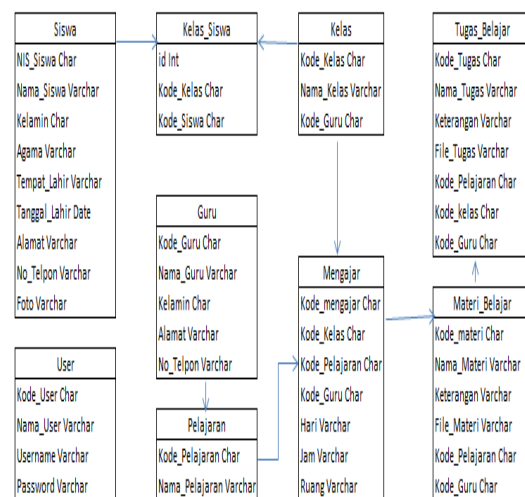 Siswa
NIS_Siswa Char
Nama_Siswa Varchar
Kelamin Char
Agama Varchar
Tempat_Lahir Varchar
Tanggal_Lahir Date
Alamat Varchar
No_Telpon Varchar
Foto Varchar
Kelas_Siswa
id Int
Kode_Kelas Char
Kode_Siswa Char
Kelas
Kode_Kelas Char
Nama_Kelas Varchar
Kode_Guru Char
Tugas_Belajar
Kode_Tugas Char
Nama_Tugas Varchar
Keterangan Varchar
File_Tugas Varchar
Kode_Pelajaran Char
Kode_kelas Char
Kode_Guru Char
Guru
Kode_Guru Char
Nama_Guru Varchar
Kelamin Char
Alamat Varchar
No_Telpon Varchar
Mengajar
Kode_mengajar Char
Kode_Kelas Char
Kode_Pelajaran Char
Kode_Guru Char
Hari Varchar
Jam Varchar
Ruang Varchar
Materi_Belajar
Kode_materi Char
Nama_Materi Varchar
Keterangan Varchar
File_Materi Varchar
Kode_Pelajaran Char
Kode_Guru Char
User
Kode_User Char
Nama_User Varchar
Username Varchar
Password Varchar
Pelajaran
Kode_Pelajaran Char
Nama_Pelajaran Varchar